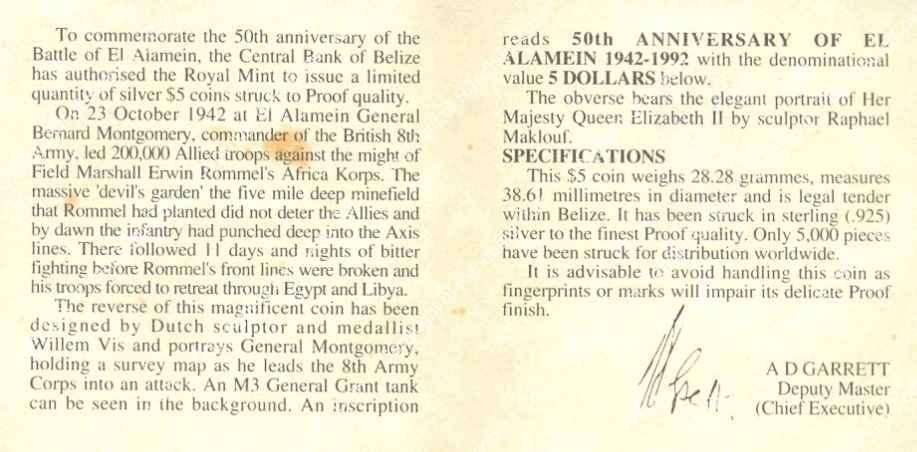 To commemorate the 50th anniversary of the
Battle of El Alamein, the Central Bank of Belize
has authorised the Royal Mint to issue a limited
quantity of silver $5 coins struck to Proof quality.
On 23 October 1942 at El Alamein General
Bernard Montgomery, commander of the British 8th
Army, led 200,000 Allied troops against the might of
Field Marshall Erwin Rommel's Africa Korps. The
massive 'devil's garden' the five mile deep minefield
that Rommel had planted did not deter the Allies and
by dawn the infantry had punched deep into the Axis
lines. There followed 11 days and nights of bitter
fighting before Rommel's front lines were broken and
his troops forced to retreat through Egypt and Libya.
The reverse of this magnificent coin has been
designed by Dutch sculptor and medallist
Willem Vis and portrays General Montgomery,
holding a survey map as he leads the 8th Army
Corps into an attack. An M3 General Grant tank
can be seen in the background. An inscription
reads 50th ANNIVERSARY OF EL
ALAMEIN 1942-1992 with the denominational
value 5 DOLLARS below.
The obverse bears the elegant portrait of Her
Majesty Queen Elizabeth II by sculptor Raphael
Maklouf.
SPECIFICATIONS
This $5 coin weighs 28.28 grammes, measures
38.61 millimetres in diameter and is legal tender
within Belize. It has been struck in sterling (.925)
silver to the finest Proof quality. Only 5,000 pieces
have been struck for distribution worldwide.
It is advisable to avoid handling this coin as
fingerprints or marks will impair its delicate Proof
finish.
A D GARRETT
Deputy Master
(Chief Executive)